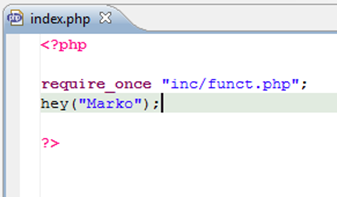 index.php
<?php
require_once "inc/funct.php";
hey("Marko");
?>